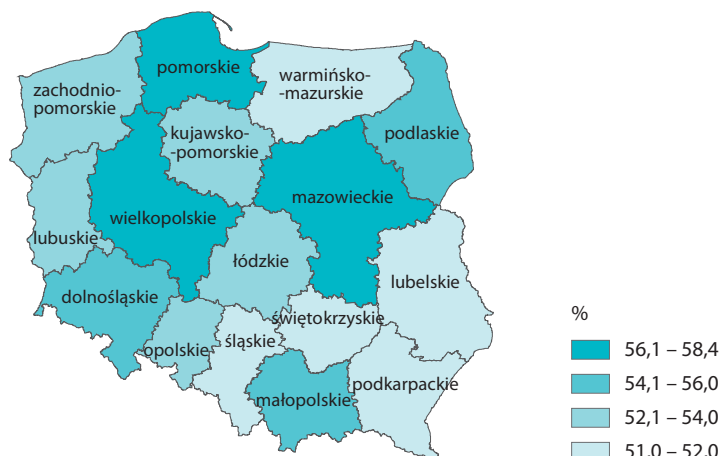 pomorskie
warmińsko-
-mazurskie
zachodnio-
pomorskie
kujawsko-
-pomorskie
podlaskie
mazowieckie
wielkopolskie
lubuskie
łódzkie
lubelskie
dolnośląskie
świętokrzyskie
śląskie
opolskie
podkarpackie
małopolskie
%
56,1 – 58,4
54,1 – 56,0
52,1 – 54,0
51,0 – 52,0